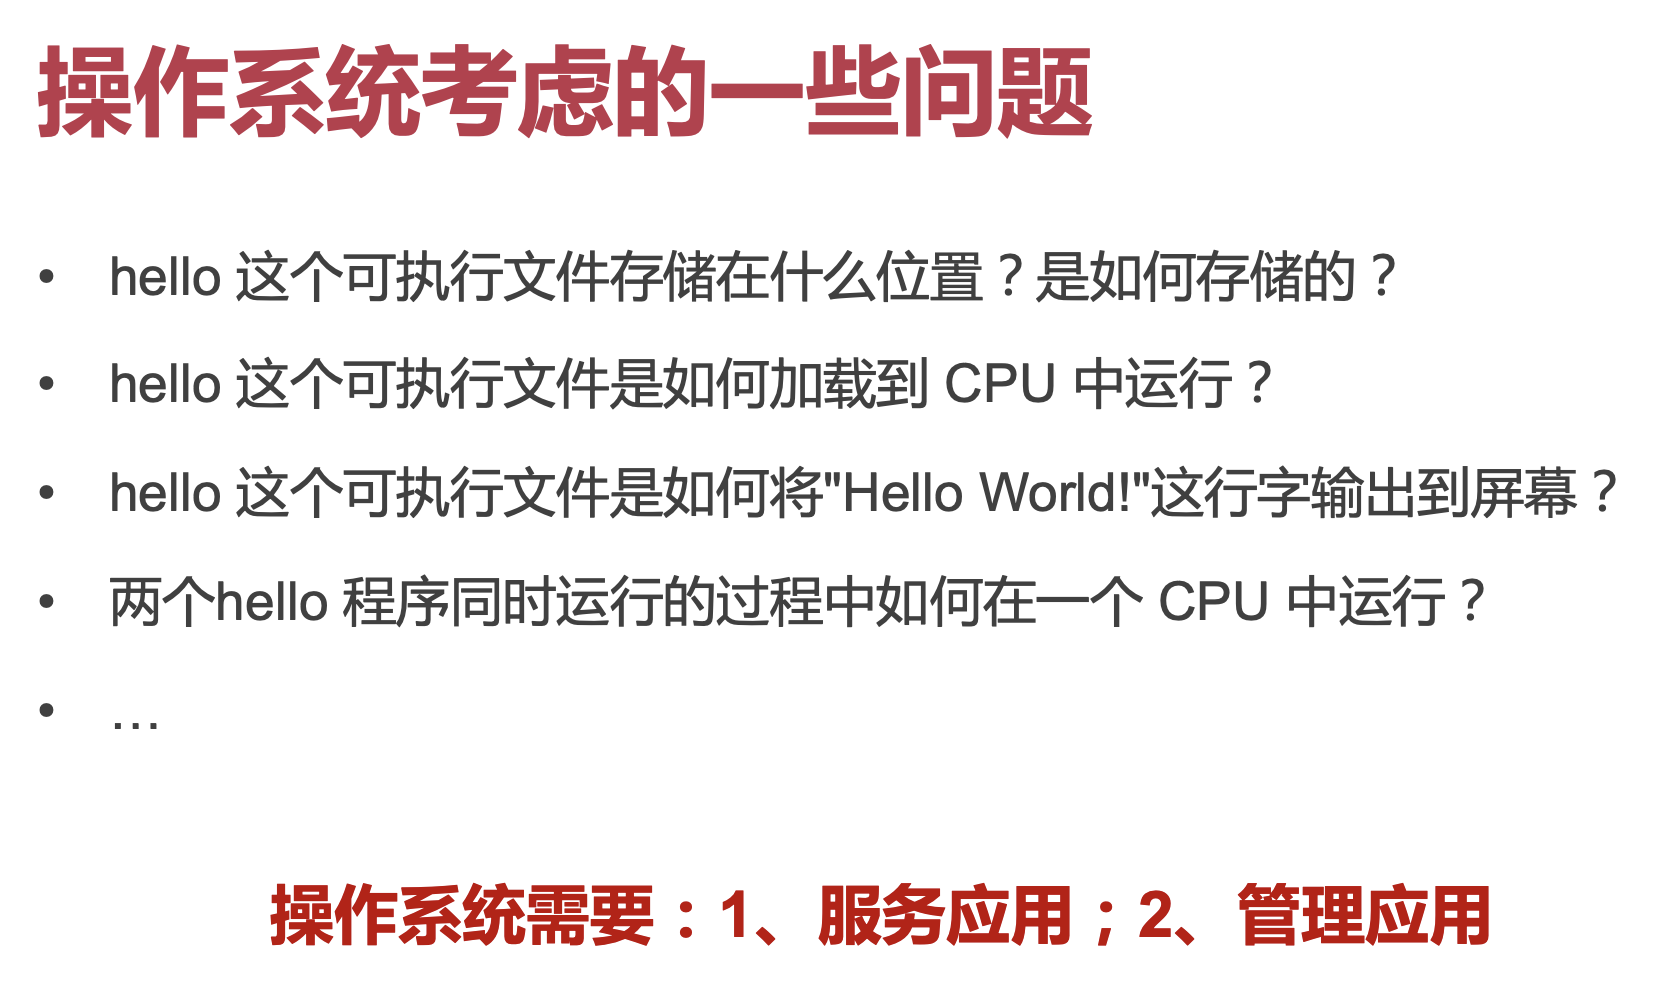 操作系统考虑的一些问题
• hello 这个可执行文件存储在什么位置？是如何存储的？
• hello 这个可执行文件是如何加载到 CPU 中运行？
• hello 这个可执行文件是如何将"Hello World!"这行字输出到屏幕？
• 两个hello 程序同时运行的过程中如何在一个 CPU 中运行？
• …
操作系统需要：1、服务应用；2、管理应用